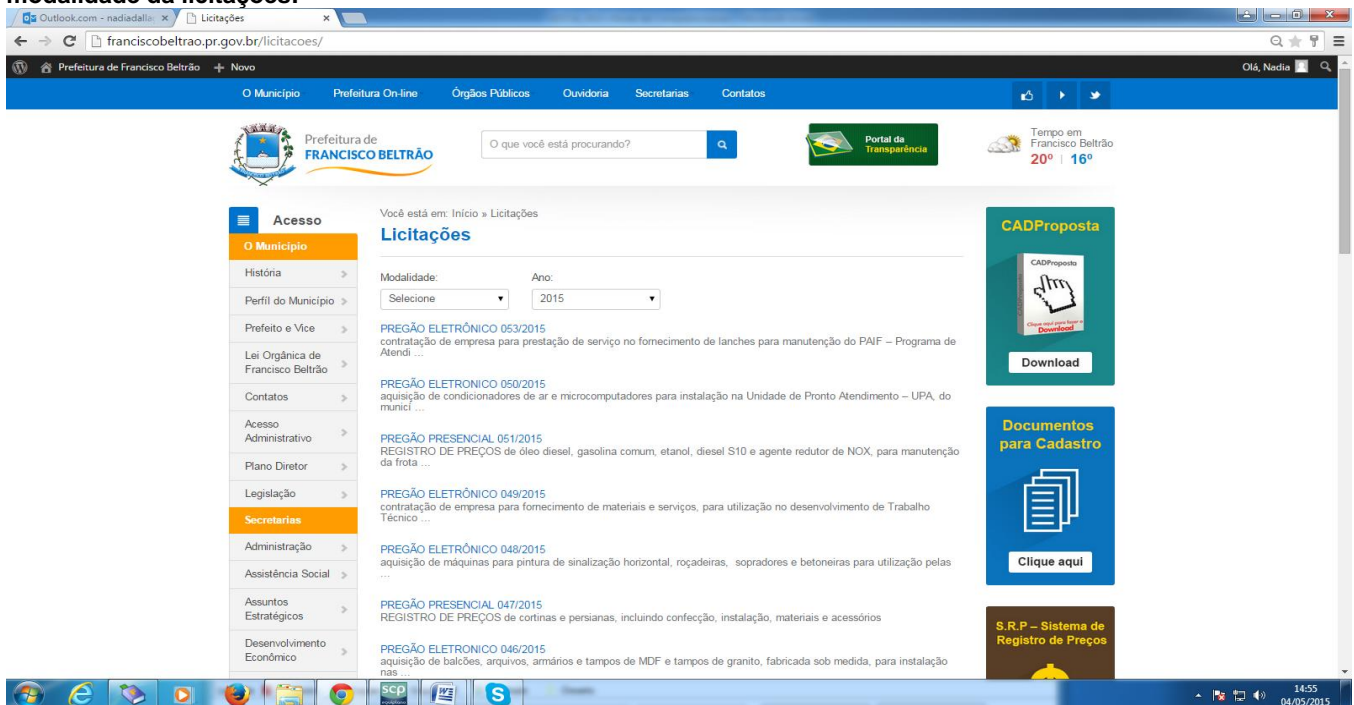 modalidade da licitações.
Outlook.com - nadiadalla
Licitações
franciscobeltrao.pr.gov.br/licitacoes/
Prefeitura de Francisco Beltrão
Novo
Olá, Nadia
O Município
Prefeitura On-line
Órgãos Públicos
Ouvidoria
Secretarias
Contatos
Prefeitura de
FRANCISCO BELTRÃO
O que você está procurando?
Portal da
Transparência
Tempo em
Francisco Beltrão
20º | 16º
Acesso
O Município
História
Perfil do Município
Prefeito e Vice
Lei Orgânica de
Francisco Beltrão
Contatos
Acesso
Administrativo
Plano Diretor
Legislação
Secretarias
Administração
Assistência Social
Assuntos
Estratégicos
Desenvolvimento
Econômico
Você está em: Início » Licitações
Licitações
Modalidade:
Ano:
Selecione
2015
PREGÃO ELETRÔNICO 053/2015
contratação de empresa para prestação de serviço no fornecimento de lanches para manutenção do PAIF – Programa de
Atendi ...
PREGÃO ELETRONICO 050/2015
aquisição de condicionadores de ar e microcomputadores para instalação na Unidade de Pronto Atendimento – UPA, do
municí ...
PREGÃO PRESENCIAL 051/2015
REGISTRO DE PREÇOS de óleo diesel, gasolina comum, etanol, diesel S10 e agente redutor de NOX, para manutenção
da frota ...
PREGÃO ELETRÔNICO 049/2015
contratação de empresa para fornecimento de materiais e serviços, para utilização no desenvolvimento de Trabalho
Técnico ...
PREGÃO ELETRÔNICO 048/2015
aquisição de máquinas para pintura de sinalização horizontal, roçadeiras, sopradores e betoneiras para utilização pelas
...
PREGÃO PRESENCIAL 047/2015
REGISTRO DE PREÇOS de cortinas e persianas, incluindo confecção, instalação, materiais e acessórios
PREGÃO ELETRONICO 046/2015
aquisição de balcões, arquivos, armários e tampos de MDF e tampos de granito, fabricada sob medida, para instalação
nas ...
CADProposta
CADProposta
CADProposta
Clique aqui para fazer o
Download
Download
Documentos
para Cadastro
Clique aqui
S.R.P – Sistema de
Registro de Preços
scp
14:55
04/05/2015